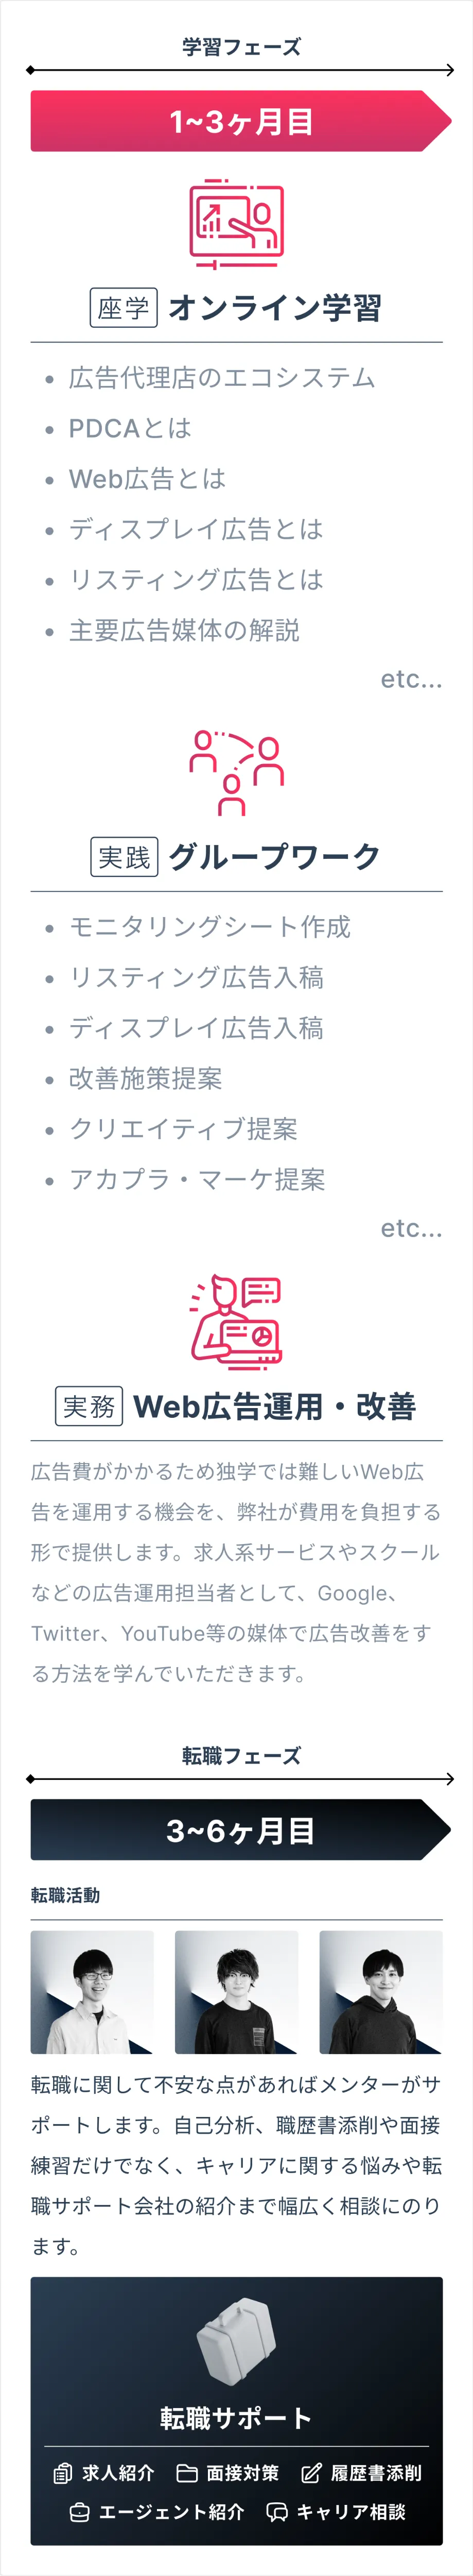 学習フェーズ
1~3ヶ月目
座学 オンライン学習
• 広告代理店のエコシステム
• PDCAとは
• Web広告とは
• ディスプレイ広告とは
• リスティング広告とは
• 主要広告媒体の解説
etc...
実践 グループワーク
• モニタリングシート作成
• リスティング広告入稿
• ディスプレイ広告入稿
• 改善施策提案
• クリエイティブ提案
• アカプラ・マーケ提案
etc...
実務 Web広告運用・改善
広告費がかかるため独学では難しいWeb広
告を運用する機会を、弊社が費用を負担する
形で提供します。求人系サービスやスクール
などの広告運用担当者として、Google、
Twitter、YouTube等の媒体で広告改善をす
る方法を学んでいただきます。
転職フェーズ
3~6ヶ月目
転職活動
転職に関して不安な点があればメンターがサ
ポートします。自己分析、職歴書添削や面接
練習だけでなく、キャリアに関する悩みや転
職サポート会社の紹介まで幅広く相談にのり
ます。
転職サポート
求人紹介 面接対策 履歴書添削
エージェント紹介 キャリア相談